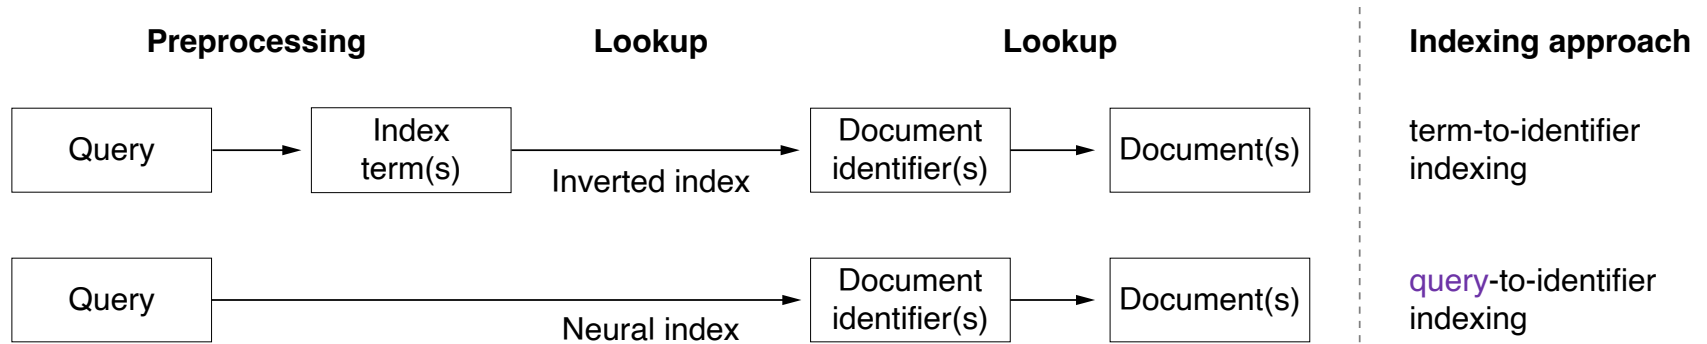 Preprocessing Lookup Lookup Indexing approach
Query
Index
term(s)
Inverted index
Document
identifier(s)
Document(s)
term-to-identifier
indexing
Query
Neural index
Document
identifier(s)
Document(s)
query-to-identifier
indexing